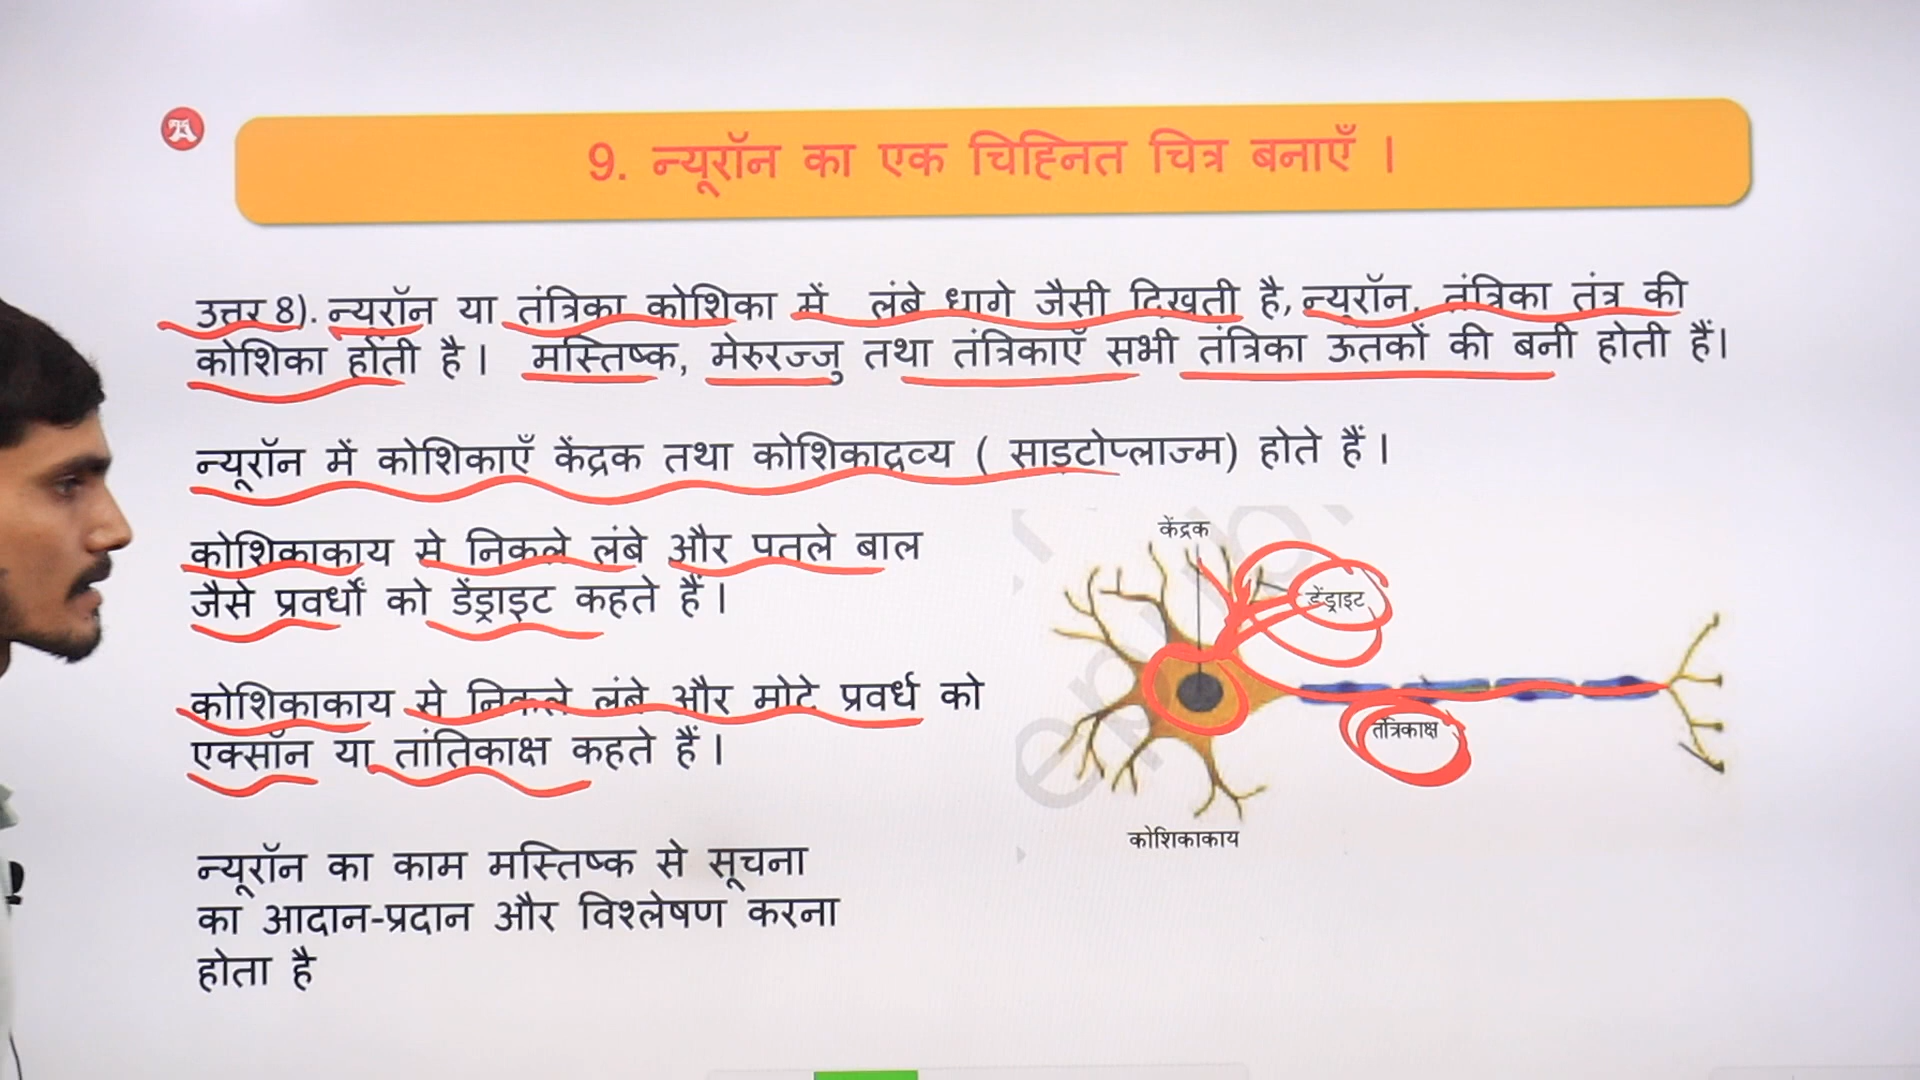 9. न्यूरॉन का एक चिह्नित चित्र बनाएँ ।
उत्तर 8). न्यूरॉन या तंत्रिका कोशिका में लंबे धागे जैसी दिखती है, न्यूरॉन, तंत्रिका तंत्र की
कोशिका होती है । मस्तिष्क, मेरुरज्जु तथा तंत्रिकाएँ सभी तंत्रिका ऊतकों की बनी होती हैं।
न्यूरॉन में कोशिकाएँ केंद्रक तथा कोशिकाद्रव्य ( साइटोप्लाज्म) होते हैं ।
कोशिकाकाय से निकले लंबे और पतले बाल
जैसे प्रवर्धों को डेंड्राइट कहते हैं ।
कोशिकाकाय से निकले लंबे और मोटे प्रवर्ध को
एक्सॉन या तांतिकाक्ष कहते हैं ।
न्यूरॉन का काम मस्तिष्क से सूचना
का आदान-प्रदान और विश्लेषण करना
होता है
केंद्रक
डेंड्राइट
तंत्रिकाक्ष
कोशिकाकाय